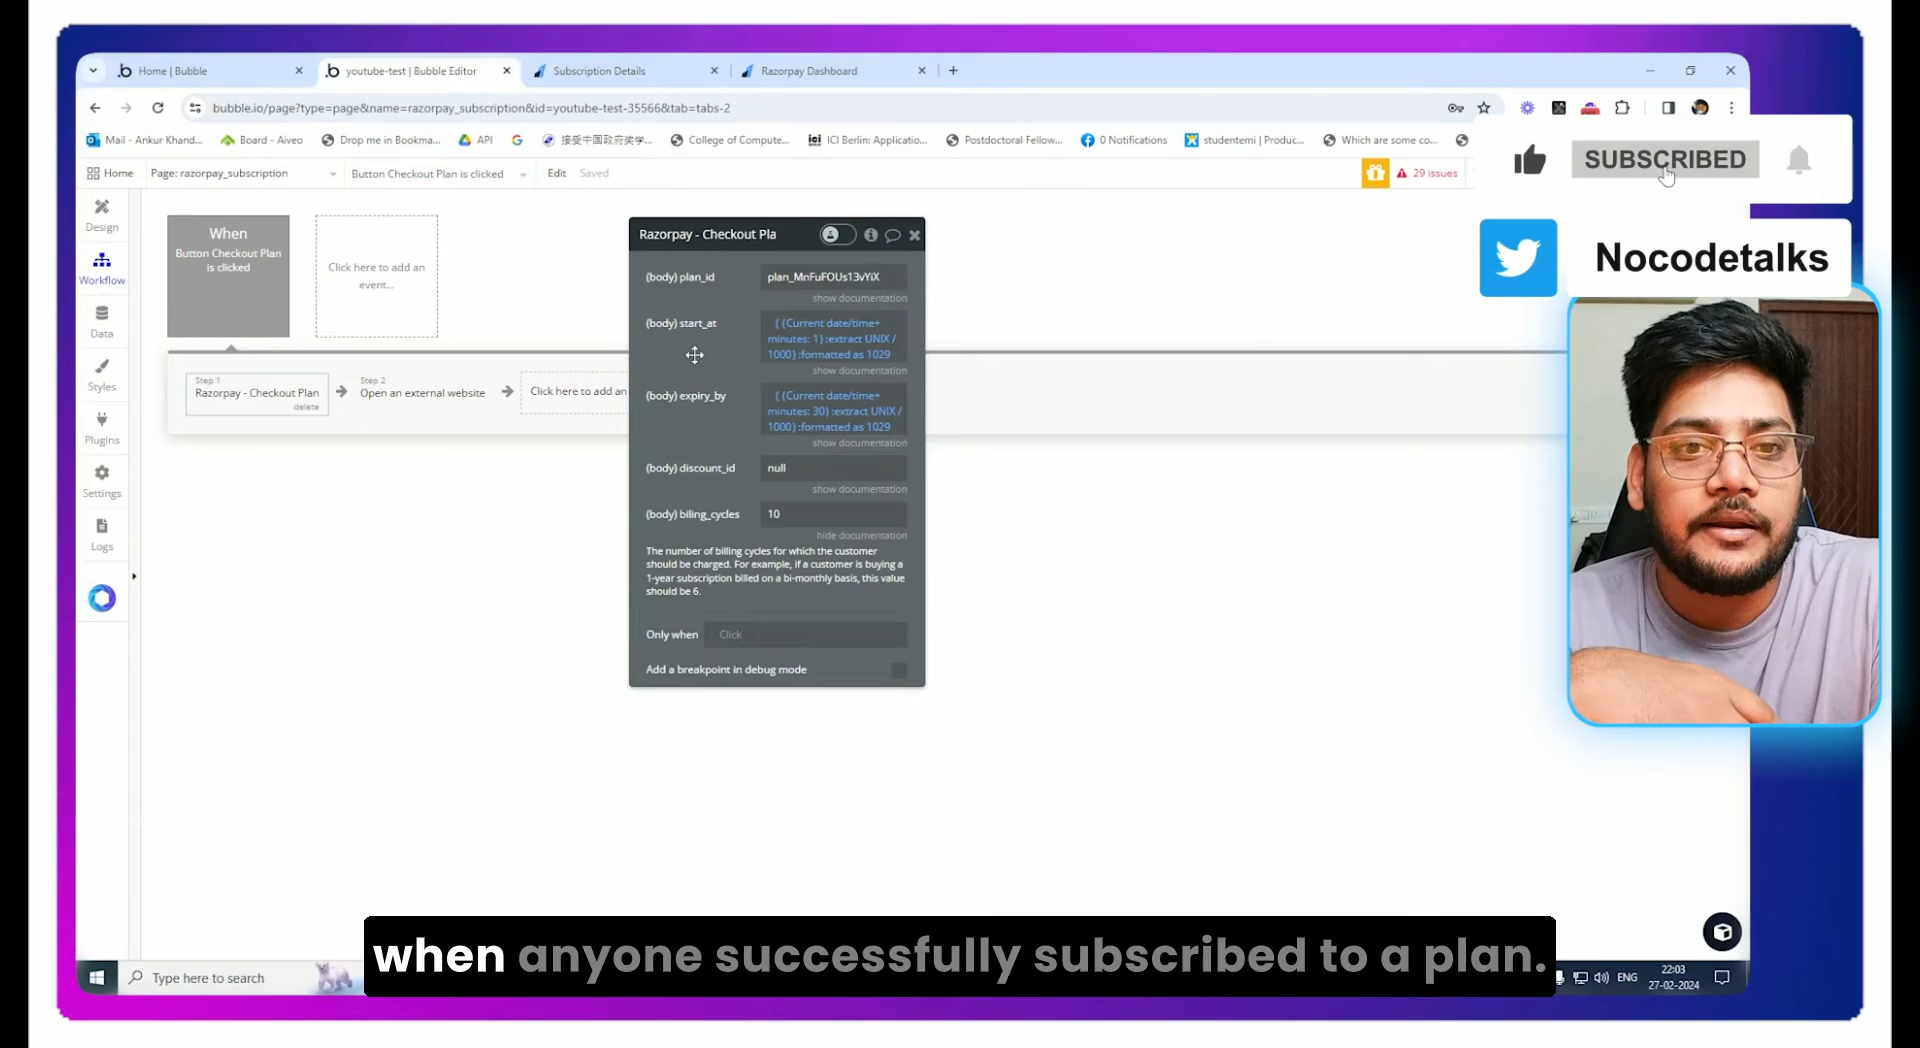 Home | Bubble
youtube-test | Bubble Editor
Subscription Details
Razorpay Dashboard
bubble.io/page?type=page&name=razorpay_subscription&id=youtube-test-35566&tab=tabs-2
Mail - Ankur Khand...
Board - Aiveo
Drop me in Bookma...
API
接受中国政府奖学...
College of Compute...
ici ICI Berlin: Applicatio...
Postdoctoral Fellow...
0 Notifications
studentemi | Produc...
Which are some co...
SUBSCRIBED
Home
Page: razorpay_subscription
Button Checkout Plan is clicked
Edit
Saved
29 issues
Nocodetalks
Design
Workflow
Data
Styles
Plugins
Settings
Logs
When
Button Checkout Plan
is clicked
Click here to add an
event...
Step 1
Razorpay - Checkout Plan
delete
Step 2
Open an external website
Click here to add an
Razorpay - Checkout Pla
(body) plan_id
plan_MnFuFOUs13vYiX
show documentation
(body) start_at
( (Current date/time+
minutes: 1) :extract UNIX /
1000) :formatted as 1029
show documentation
(body) expiry_by
( (Current date/time+
minutes: 30) :extract UNIX /
1000) :formatted as 1029
show documentation
(body) discount_id
null
show documentation
(body) biling_cycles
10
hide documentation
The number of billing cycles for which the customer
should be charged. For example, if a customer is buying a
1-year subscription billed on a bi-monthly basis, this value
should be 6.
Only when
Click
Add a breakpoint in debug mode
when anyone successfully subscribed to a plan.
Type here to search
ENG
22:03
27-02-2024